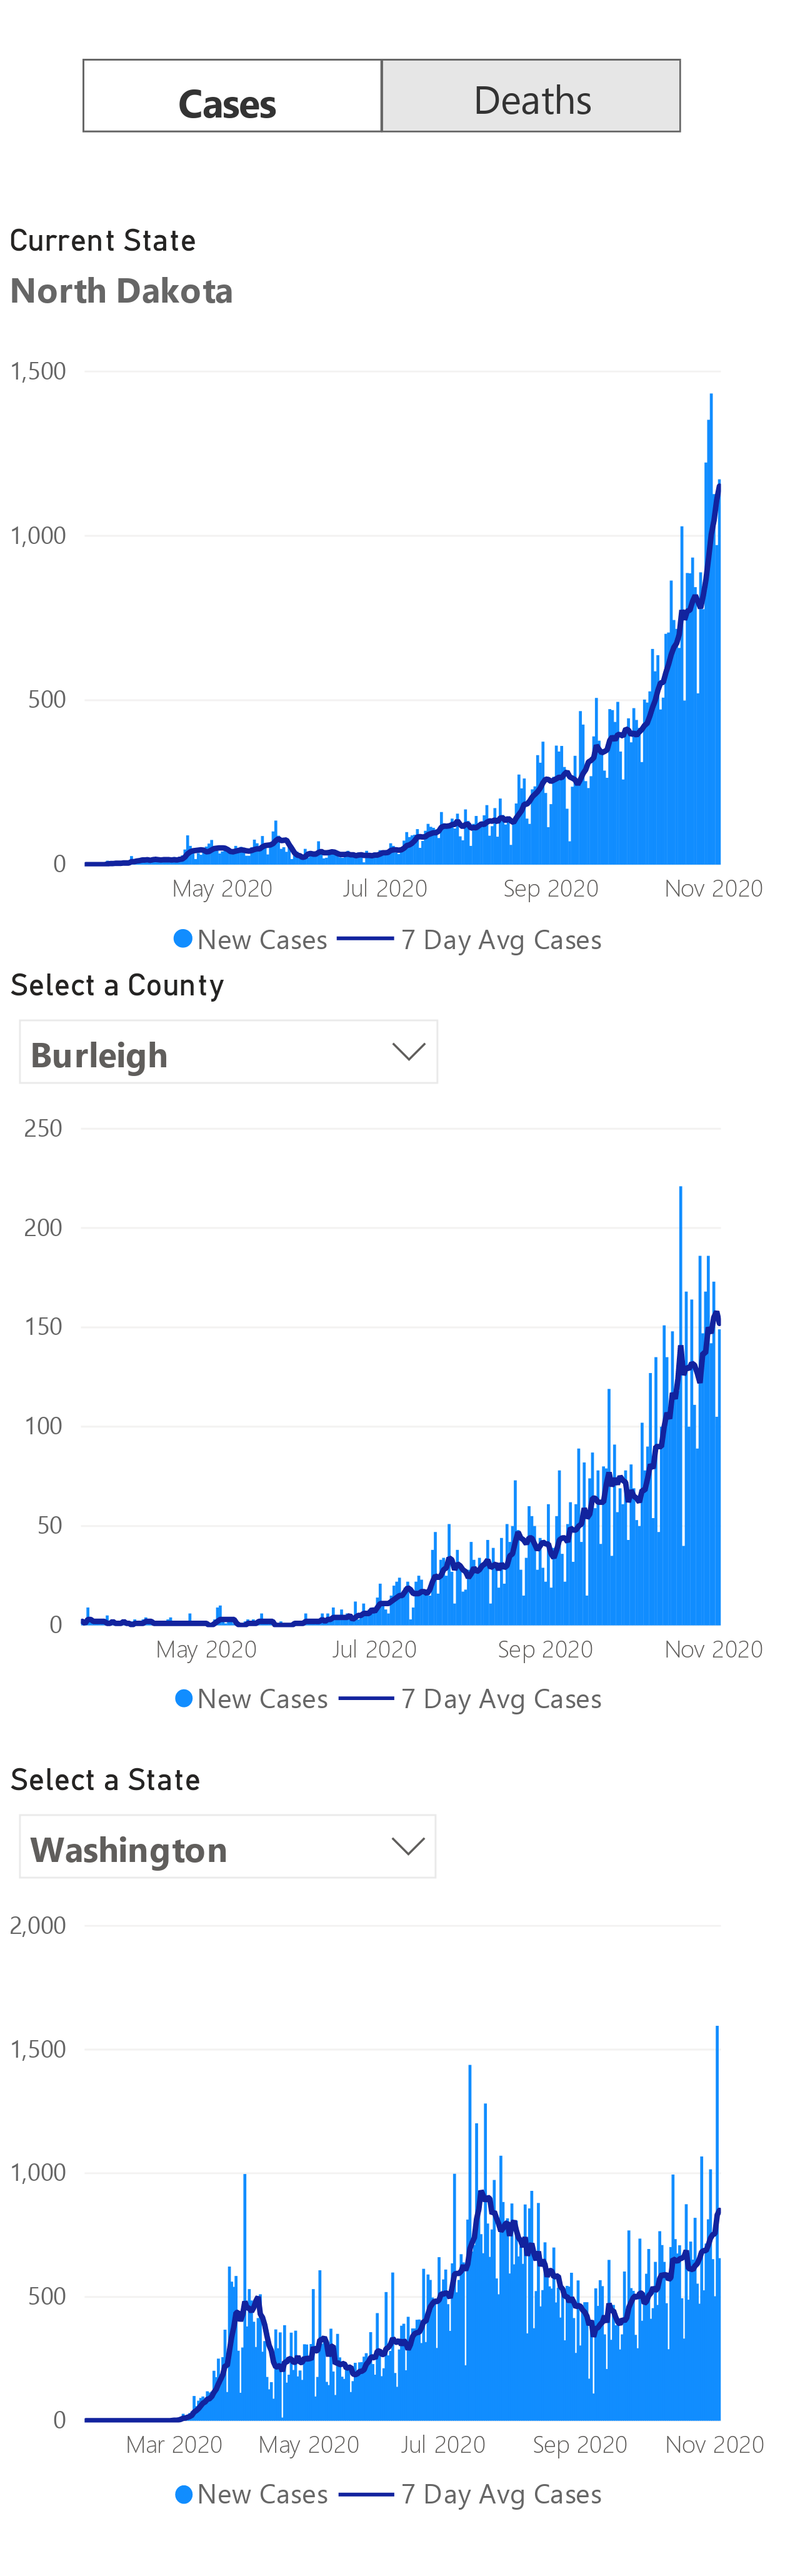 Cases Deaths
Current State
North Dakota
1,500
1,000
500
0
May 2020 Jul 2020 Sep 2020 Nov 2020
New Cases 7 Day Avg Cases
Select a County
Burleigh
250
200
150
100
50
0
May 2020 Jul 2020 Sep 2020 Nov 2020
New Cases 7 Day Avg Cases
Select a State
Washington
2,000
1,500
1,000
500
0
Mar 2020 May 2020 Jul 2020 Sep 2020 Nov 2020
New Cases 7 Day Avg Cases